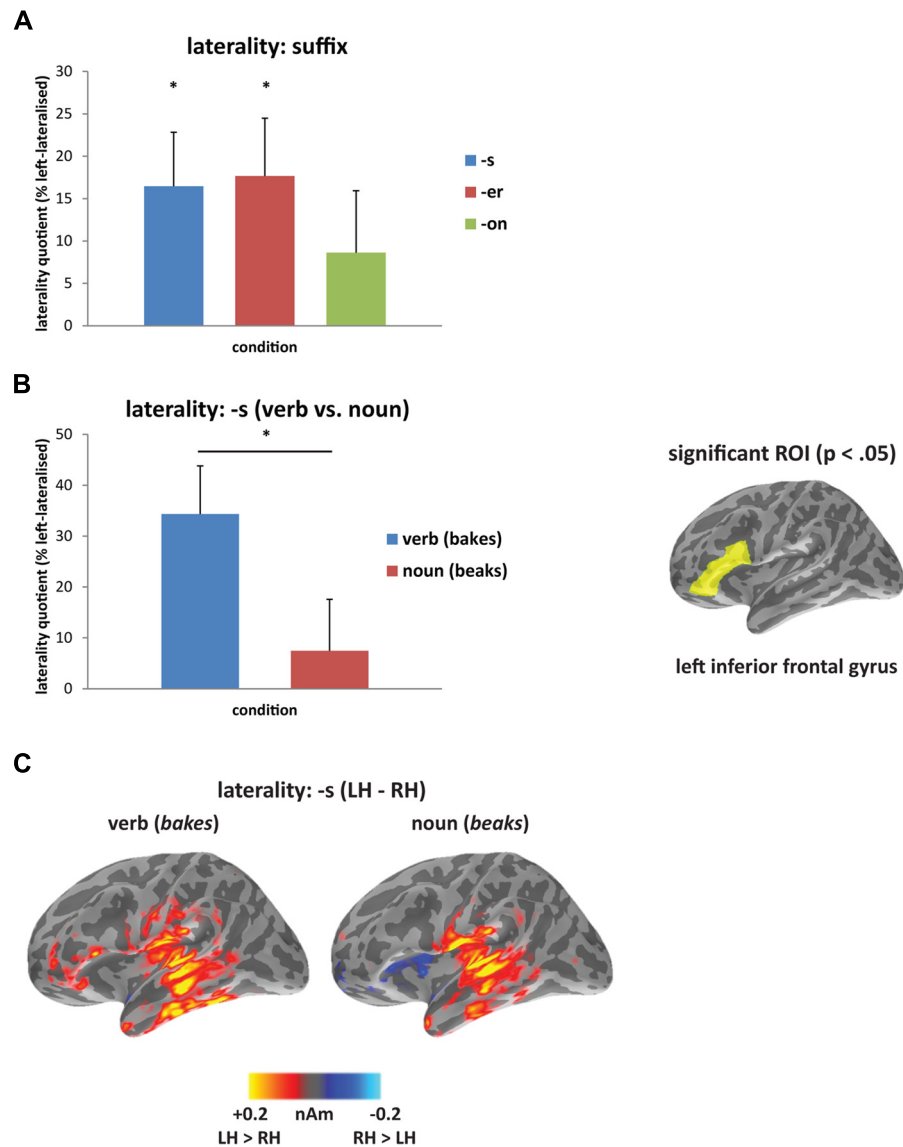 A
laterality: suffix
laterality quotient (% left-lateralised)
30
25
20
15
10
5
0
* *
-s
-er
-on
condition
B
laterality: -s (verb vs. noun)
laterality quotient (% left-lateralised)
50
40
30
20
10
0
*
verb (bakes)
noun (beaks)
condition
significant ROI (p < .05)
left inferior frontal gyrus
C
laterality: -s (LH - RH)
verb (bakes) noun (beaks)
+0.2 nAm -0.2
LH > RH RH > LH